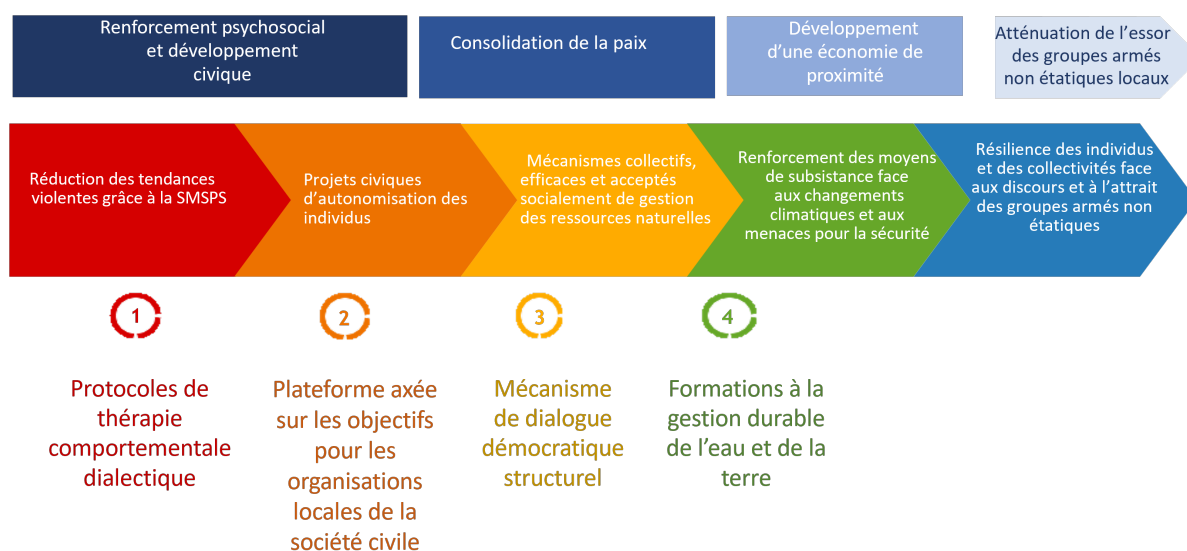 Renforcement psychosocial
et développement
civique
Consolidation de la paix
Développement
d’une économie de
proximité
Atténuation de l’essor
des groupes armés
non étatiques locaux
Réduction des tendances
violentes grâce à la SMSPS
Projets civiques
d’autonomisation des
individus
Mécanismes collectifs,
efficaces et acceptés
socialement de gestion
des ressources naturelles
Renforcement des moyens
de subsistance face
aux changements
climatiques et aux
menaces pour la sécurité
Résilience des individus
et des collectivités face
aux discours et à l’attrait
des groupes armés non
étatiques
1
Protocoles de
thérapie
comportementale
dialectique
2
Plateforme axée
sur les objectifs
pour les
organisations
locales de la
société civile
3
Mécanisme
de dialogue
démocratique
structurel
4
Formations à la
gestion durable
de l’eau et de la
terre